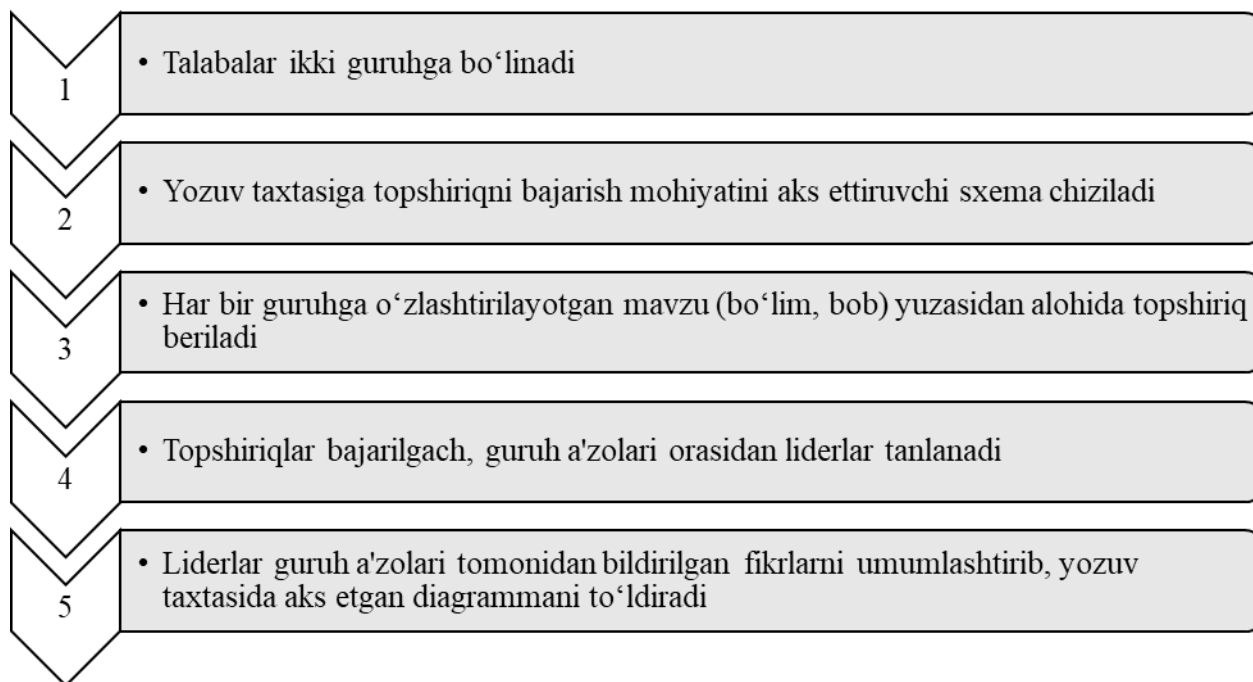 1
• Talabalar ikki guruhga bo‘linadi
2
• Yozuv taxtasiga topshiriqni bajarish mohiyatini aks ettiruvchi sxema chiziladi
3
• Har bir guruhga o‘zlashtirilayotgan mavzu (bo‘lim, bob) yuzasidan alohida topshiriq
beriladi
4
• Topshiriqlar bajarilgach, guruh a'zolari orasidan liderlar tanlanadi
5
• Liderlar guruh a'zolari tomonidan bildirilgan fikrlarni umumlashtirib, yozuv
taxtasida aks etgan diagrammani to‘ldiradi